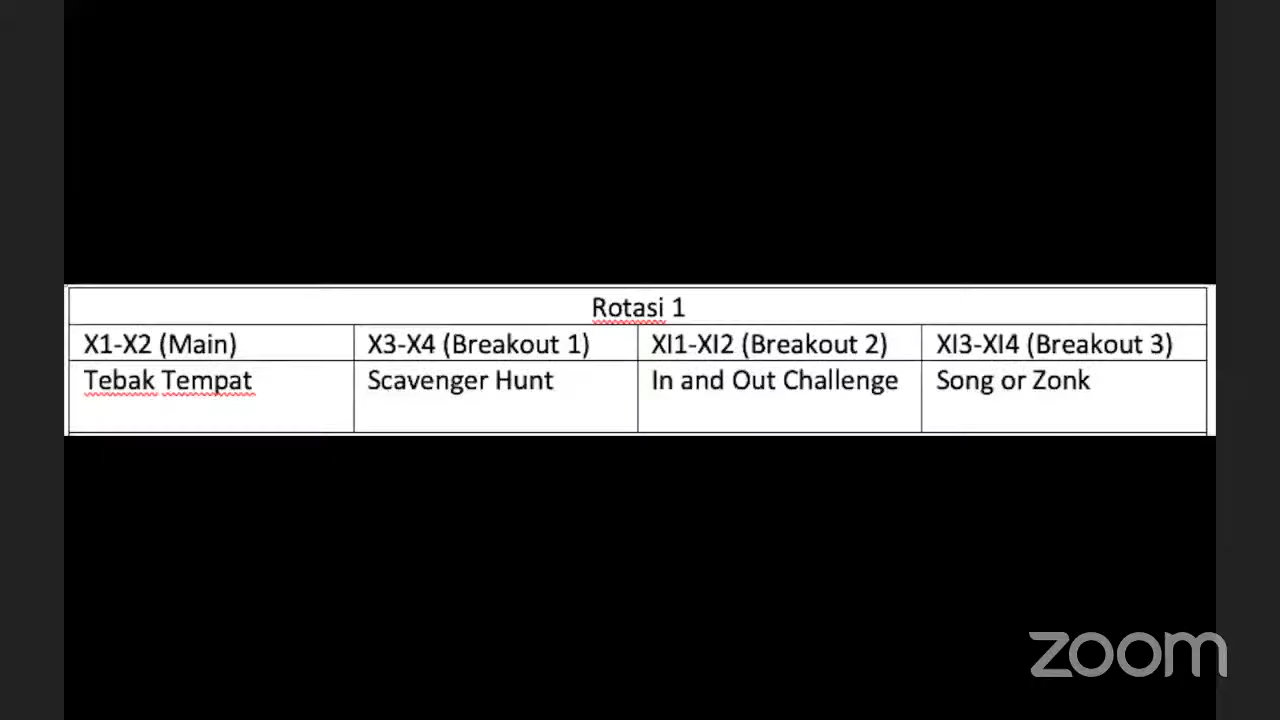 Rotasi 1
X1-X2 (Main) X3-X4 (Breakout 1) XI1-XI2 (Breakout 2) XI3-XI4 (Breakout 3)
Tebak Tempat Scavenger Hunt In and Out Challenge Song or Zonk
zoom